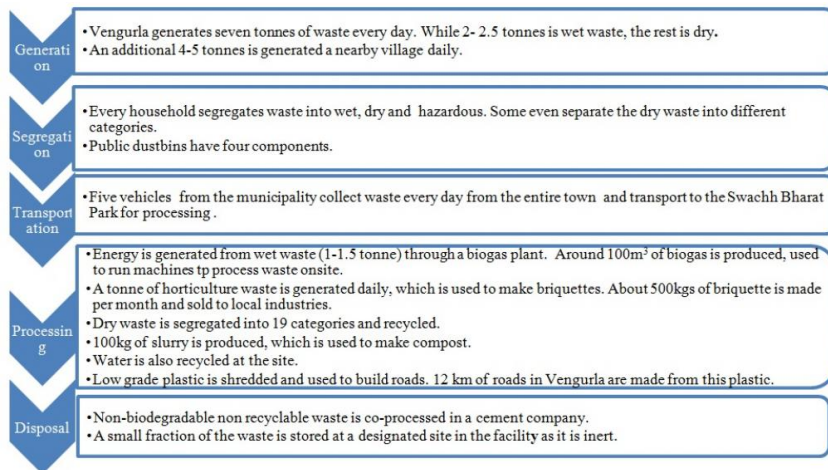 Generati
on
•Vengurla generates seven tonnes of waste every day. While 2- 2.5 tonnes is wet waste, the rest is dry.
•An additional 4-5 tonnes is generated a nearby village daily.
Segregati
on
•Every household segregates waste into wet, dry and hazardous. Some even separate the dry waste into different
categories.
•Public dustbins have four components.
Transport
ation
•Five vehicles from the municipality collect waste every day from the entire town and transport to the Swachh Bharat
Park for processing .
Processin
g
•Energy is generated from wet waste (1-1.5 tonne) through a biogas plant. Around 100m³ of biogas is produced, used
to run machines tp process waste onsite.
•A tonne of horticulture waste is generated daily, which is used to make briquettes. About 500kgs of briquette is made
per month and sold to local industries.
•Dry waste is segregated into 19 categories and recycled.
•100kg of slurry is produced, which is used to make compost.
•Water is also recycled at the site.
•Low grade plastic is shredded and used to build roads. 12 km of roads in Vengurla are made from this plastic.
Disposal
•Non-biodegradable non recyclable waste is co-processed in a cement company.
•A small fraction of the waste is stored at a designated site in the facility as it is inert.